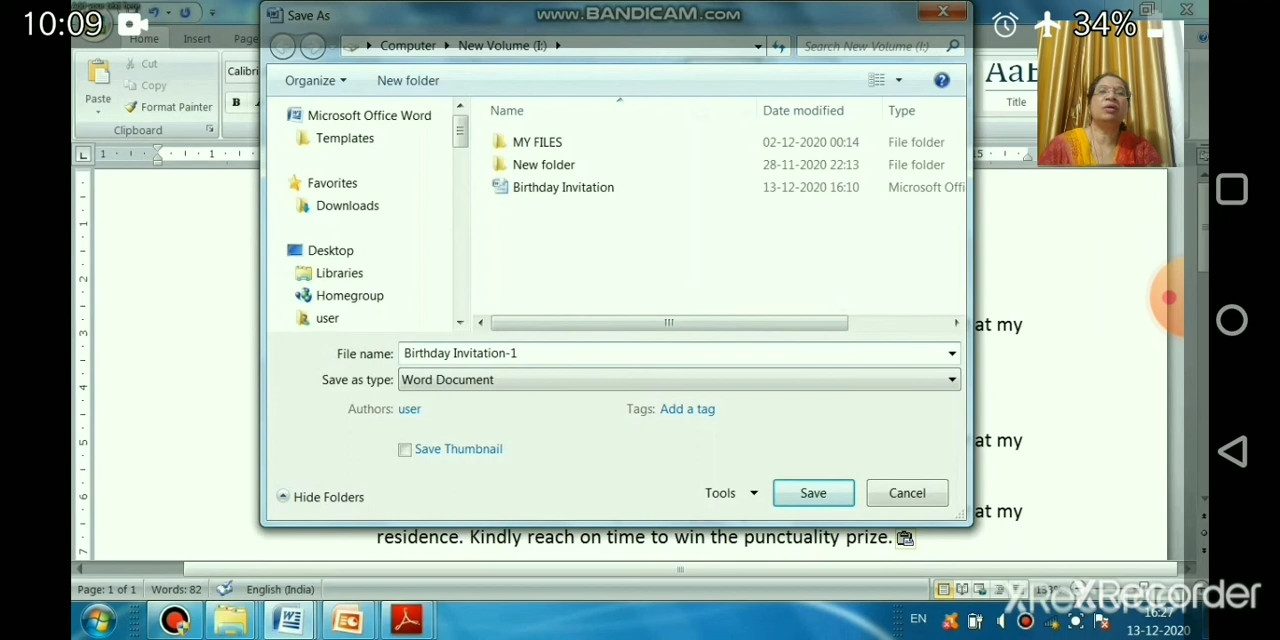 10:09
34%
www.BANDICAM.com
Save As
Computer
New Volume (I:)
Search New Volume (I:)
Home
Insert
Page
Cut
Copy
Paste
Format Painter
Clipboard
Calibri
B
Title
Organize
New folder
Name
Date modified
Type
Microsoft Office Word
Templates
Favorites
Downloads
Desktop
Libraries
Homegroup
user
MY FILES 02-12-2020 00:14 File folder
New folder 28-11-2020 22:13 File folder
Birthday Invitation 13-12-2020 16:10 Microsoft Offi
File name: Birthday Invitation-1
Save as type: Word Document
Authors: user
Tags: Add a tag
Save Thumbnail
Hide Folders
Tools
Save
Cancel
at my
at my
at my
residence. Kindly reach on time to win the punctuality prize.
Page: 1 of 1
Words: 82
English (India)
XRecorder
EN
16:27
13-12-2020